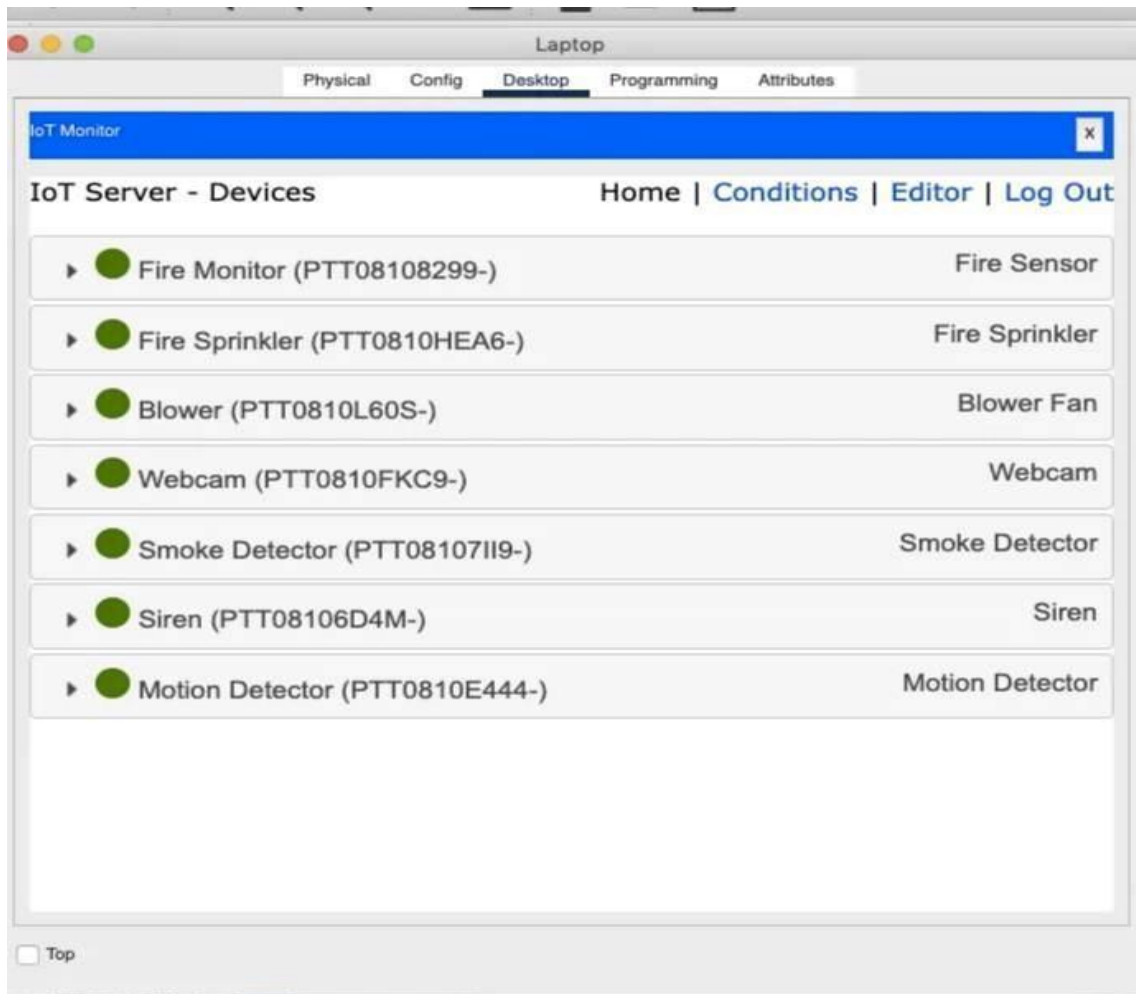 Laptop
Physical Config Desktop Programming Attributes
IoT Monitor X
IoT Server - Devices Home | Conditions | Editor | Log Out
Fire Monitor (PTT08108299-) Fire Sensor
Fire Sprinkler (PTT0810HEA6-) Fire Sprinkler
Blower (PTT0810L60S-) Blower Fan
Webcam (PTT0810FKC9-) Webcam
Smoke Detector (PTT08107II9-) Smoke Detector
Siren (PTT08106D4M-) Siren
Motion Detector (PTT0810E444-) Motion Detector
Top